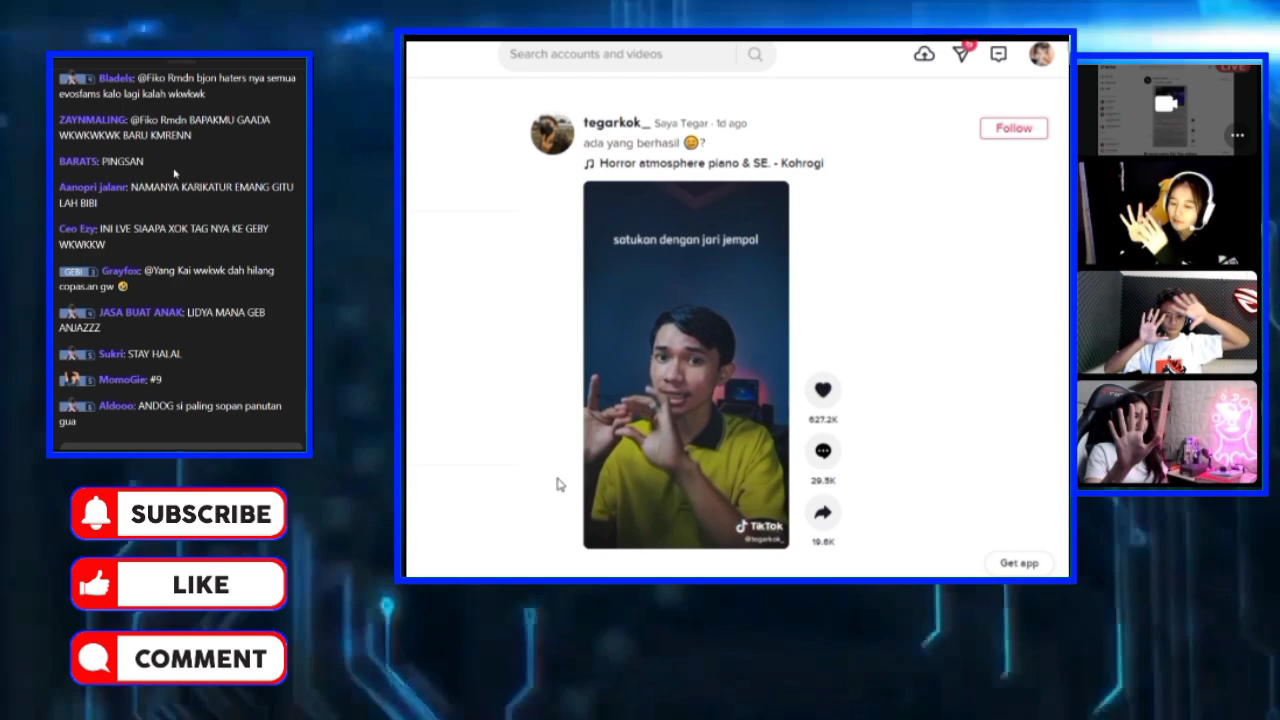 Bladels: @Fiko Rmdn bjon haters nya semua
evosfams kalo lagi kalah wkwkwk
ZAYNMALING: @Fiko Rmdn BAPAKMU GAADA
WKWKWKWK BARU KMRENN
BARATS: PINGSAN
Aanopri jalanr: NAMANYA KARIKATUR EMANG GITU
LAH BIBI
Ceo Ezy: INI LVE SIAAPA XOK TAG NYA KE GEBY
WKWKKW
GEBI 3 Grayfox: @Yang Kai wwkwk dah hilang
copas.an gw 🤣
JASA BUAT ANAK: LIDYA MANA GEB
ANJAZZZ
Sukri: STAY HALAL
MomoGie: #9
Aldooo: ANDOG si paling sopan panutan
gua
SUBSCRIBE
LIKE
COMMENT
Search accounts and videos
tegarkok_ Saya Tegar · 1d ago
ada yang berhasil 😊?
♫ Horror atmosphere piano & SE. - Kohrogi
Follow
satukan dengan jari jempol
TikTok
@tegarkok_
627.2K
29.5K
19.6K
Get app
LIVE